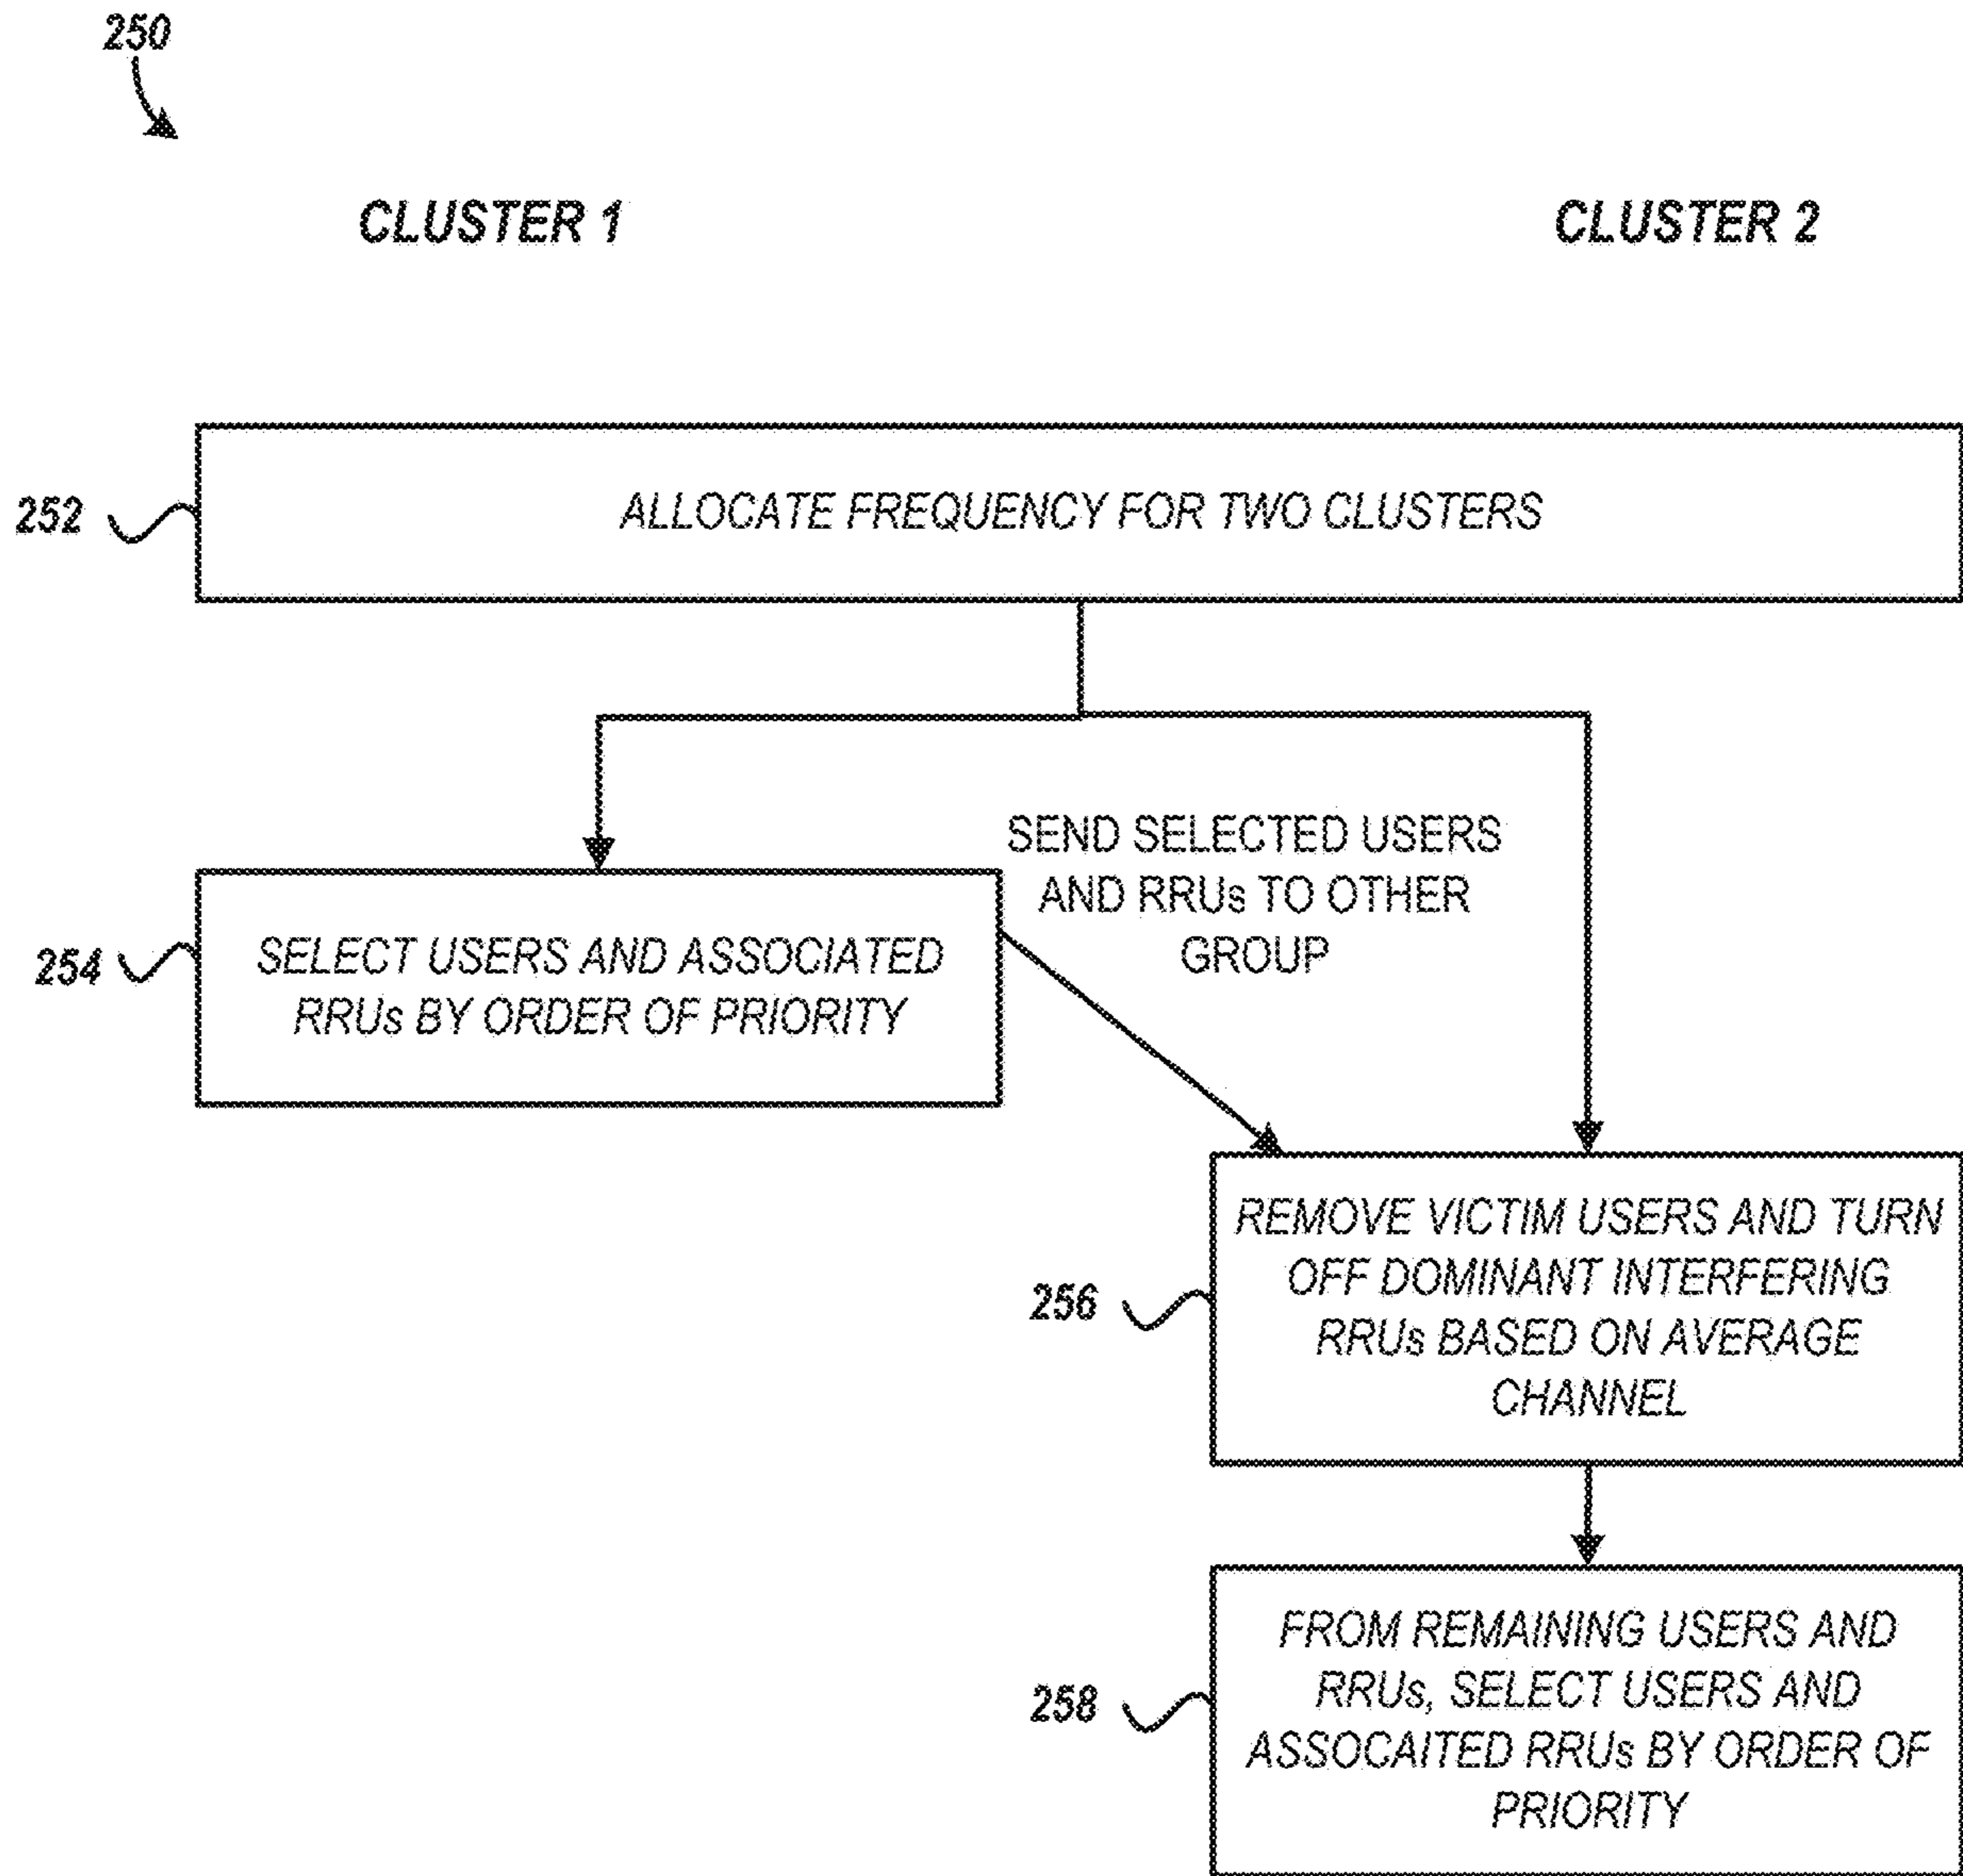 250
CLUSTER 1
CLUSTER 2
252
ALLOCATE FREQUENCY FOR TWO CLUSTERS
SEND SELECTED USERS
AND RRUs TO OTHER
GROUP
254
SELECT USERS AND ASSOCIATED
RRUs BY ORDER OF PRIORITY
256
REMOVE VICTIM USERS AND TURN
OFF DOMINANT INTERFERING
RRUs BASED ON AVERAGE
CHANNEL
258
FROM REMAINING USERS AND
RRUs, SELECT USERS AND
ASSOCAITED RRUs BY ORDER OF
PRIORITY